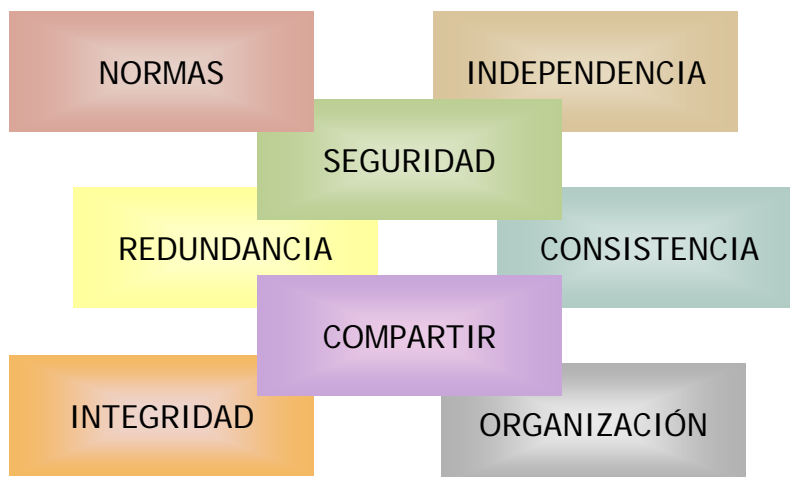 NORMAS
INDEPENDENCIA
SEGURIDAD
REDUNDANCIA
CONSISTENCIA
COMPARTIR
INTEGRIDAD
ORGANIZACIÓN